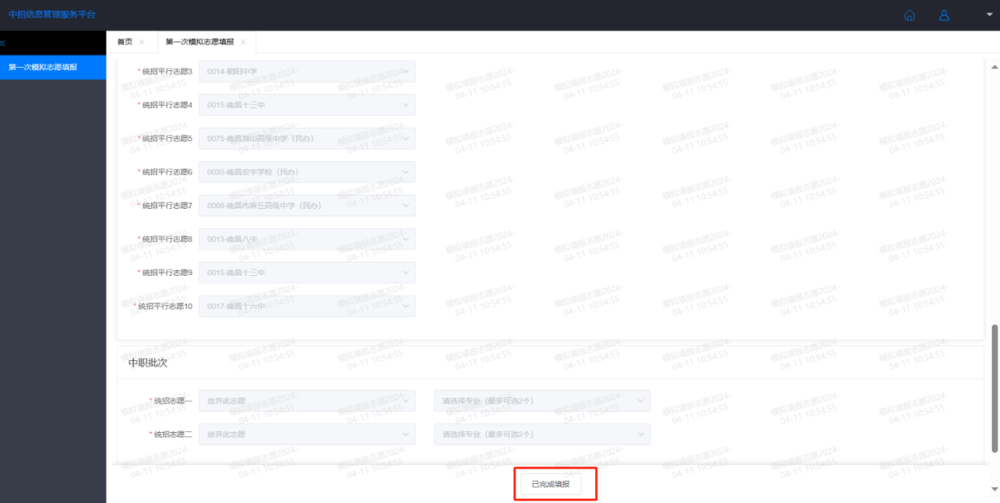 中招信息管理服务平台
首页 第一次模拟志愿填报
第一次模拟志愿填报
*统招平行志愿3 0014-朝阳中学
*统招平行志愿4 0015-南昌十三中
*统招平行志愿5 0075-南昌育山高级中学（民办）
*统招平行志愿6 0035-南昌宏宇学校（民办）
*统招平行志愿7 0008-南昌市麻丘高级中学（民办）
*统招平行志愿8 0013-南昌八中
*统招平行志愿9 0015-南昌十三中
*统招平行志愿10 0017-南昌十六中
中职批次
*统招志愿一 放弃此志愿 请选择专业（最多可选2个）
*统招志愿二 放弃此志愿 请选择专业（最多可选2个）
已完成填报
模拟填报志愿2024-
04-11 10:54:55